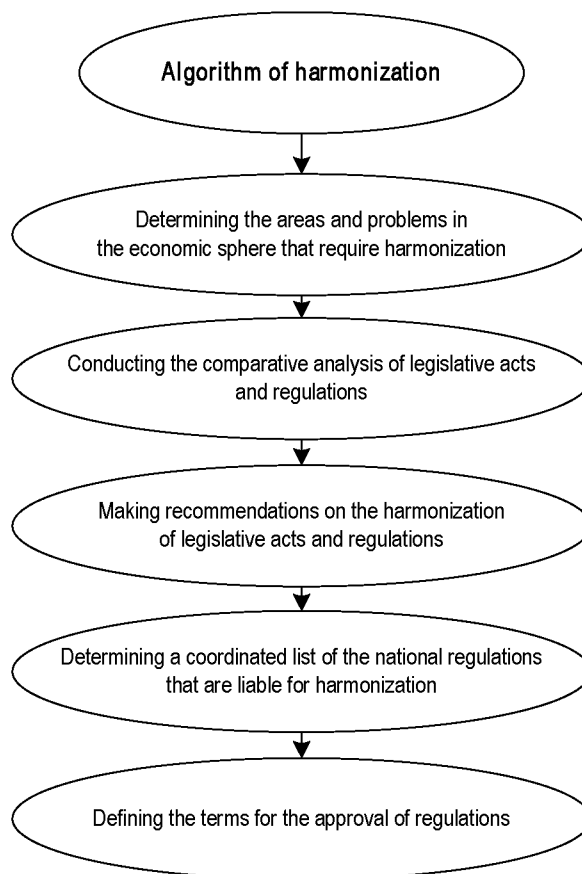 Algorithm of harmonization
Determining the areas and problems in
the economic sphere that require harmonization
Conducting the comparative analysis of legislative acts
and regulations
Making recommendations on the harmonization
of legislative acts and regulations
Determining a coordinated list of the national regulations
that are liable for harmonization
Defining the terms for the approval of regulations